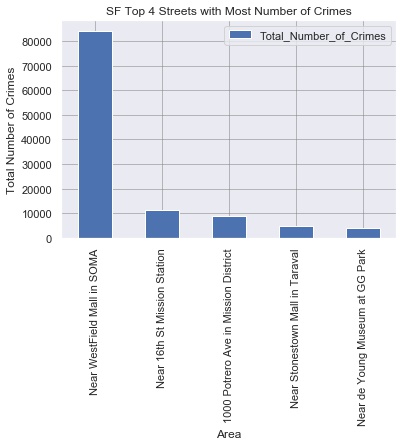 SF Top 4 Streets with Most Number of Crimes
Total_Number_of_Crimes
Total Number of Crimes
80000
70000
60000
50000
40000
30000
20000
10000
0
Near WestField Mall in SOMA
Near 16th St Mission Station
1000 Potrero Ave in Mission District
Near Stonestown Mall in Taraval
Near de Young Museum at GG Park
Area